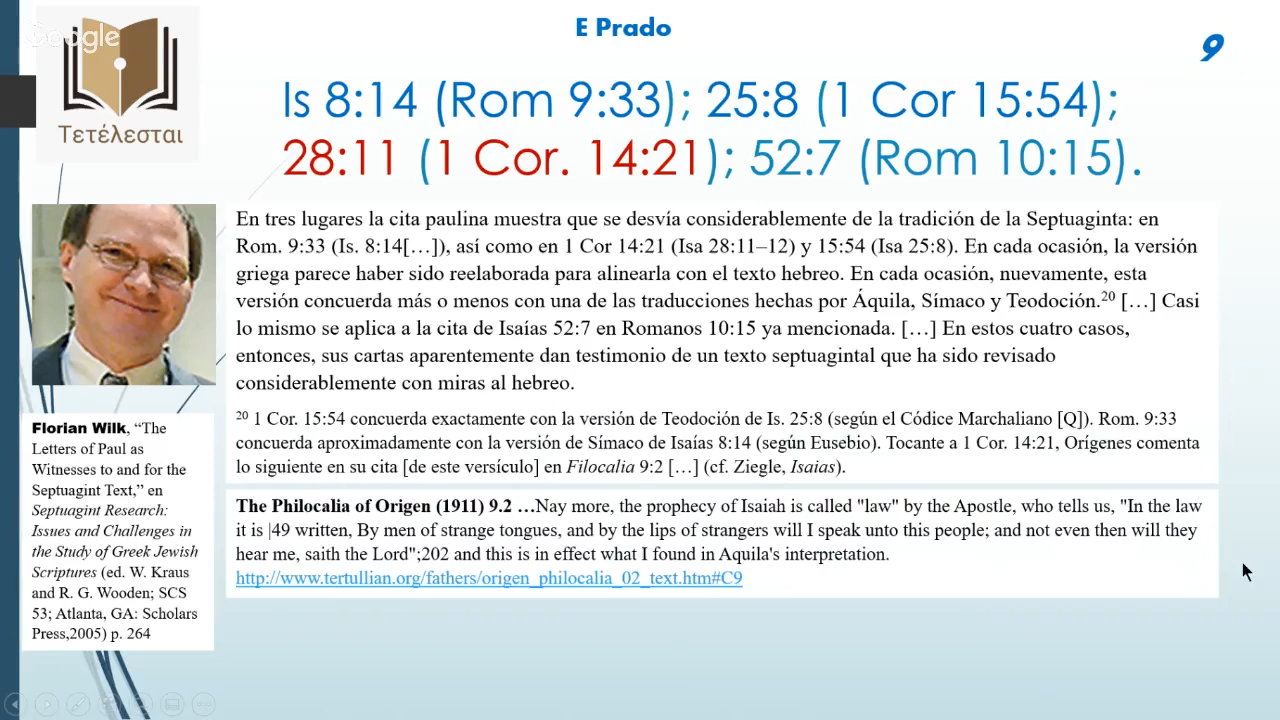 Google
Τετέλεσται
E Prado
9
Is 8:14 (Rom 9:33); 25:8 (1 Cor 15:54);
28:11 (1 Cor. 14:21); 52:7 (Rom 10:15).
En tres lugares la cita paulina muestra que se desvía considerablemente de la tradición de la Septuaginta: en
Rom. 9:33 (Is. 8:14[…]), así como en 1 Cor 14:21 (Isa 28:11–12) y 15:54 (Isa 25:8). En cada ocasión, la versión
griega parece haber sido reelaborada para alinearla con el texto hebreo. En cada ocasión, nuevamente, esta
versión concuerda más o menos con una de las traducciones hechas por Áquila, Símaco y Teodoción.²⁰ […] Casi
lo mismo se aplica a la cita de Isaías 52:7 en Romanos 10:15 ya mencionada. […] En estos cuatro casos,
entonces, sus cartas aparentemente dan testimonio de un texto septuagintal que ha sido revisado
considerablemente con miras al hebreo.
²⁰ 1 Cor. 15:54 concuerda exactamente con la versión de Teodoción de Is. 25:8 (según el Códice Marchaliano [Q]). Rom. 9:33
concuerda aproximadamente con la versión de Símaco de Isaías 8:14 (según Eusebio). Tocante a 1 Cor. 14:21, Orígenes comenta
lo siguiente en su cita [de este versículo] en Filocalia 9:2 […] (cf. Ziegle, Isaias).
The Philocalia of Origen (1911) 9.2 …Nay more, the prophecy of Isaiah is called "law" by the Apostle, who tells us, "In the law
it is |49 written, By men of strange tongues, and by the lips of strangers will I speak unto this people; and not even then will they
hear me, saith the Lord";202 and this is in effect what I found in Aquila's interpretation.
http://www.tertullian.org/fathers/origen_philocalia_02_text.htm#C9
Florian Wilk, “The
Letters of Paul as
Witnesses to and for the
Septuagint Text,” en
Septuagint Research:
Issues and Challenges in
the Study of Greek Jewish
Scriptures (ed. W. Kraus
and R. G. Wooden; SCS
53; Atlanta, GA: Scholars
Press,2005) p. 264